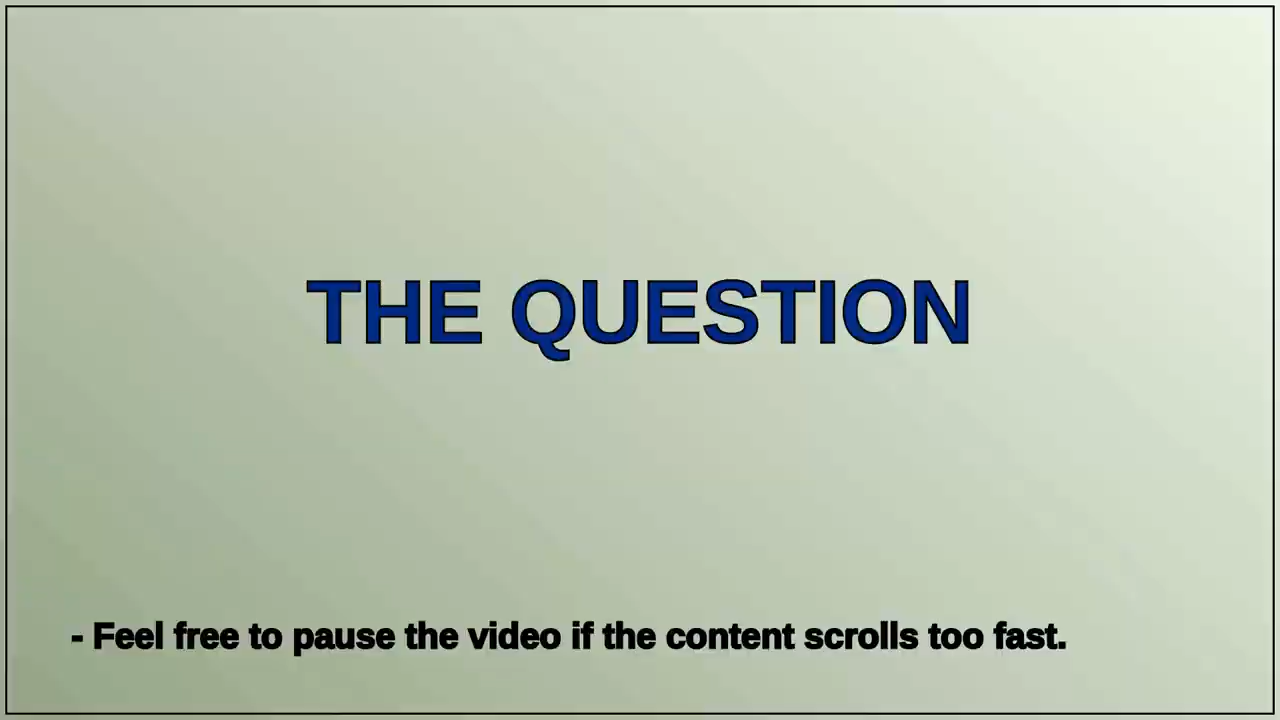 THE QUESTION
- Feel free to pause the video if the content scrolls too fast.